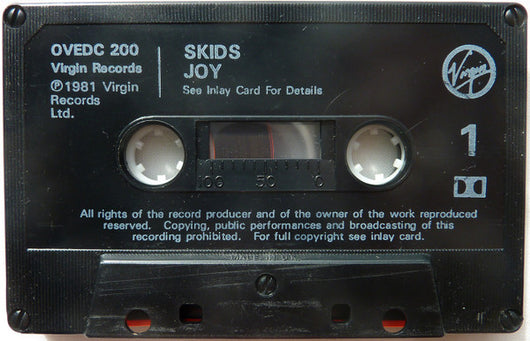 OVEDC 200
Virgin Records
℗1981 Virgin
Records
Ltd.
SKIDS
JOY
See Inlay Card For Details
Virgin
1
100 50 0
All rights of the record producer and of the owner of the work reproduced
reserved. Copying, public performances and broadcasting of this
recording prohibited. For full copyright see inlay card.